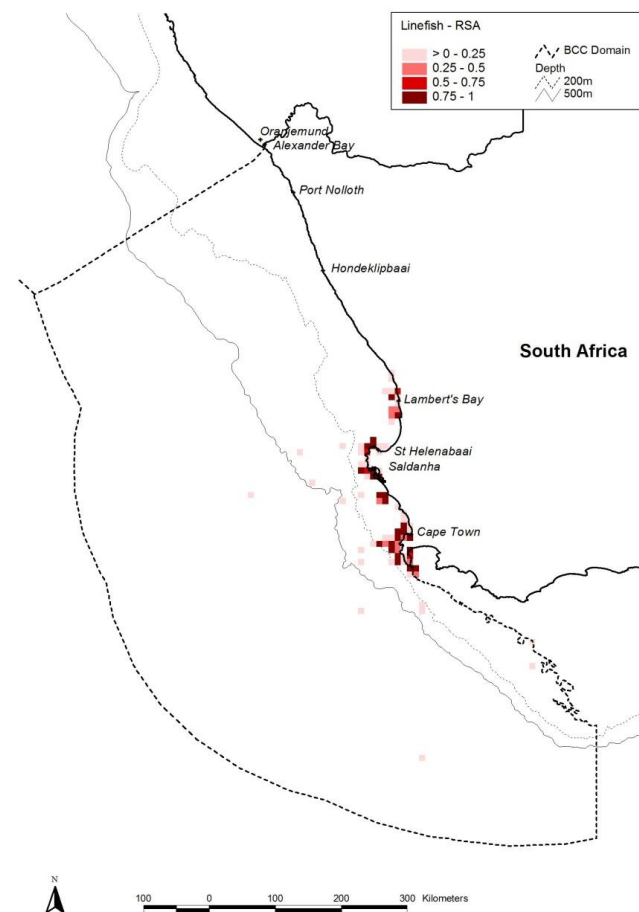 Linefish - RSA
> 0 - 0.25
0.25 - 0.5
0.5 - 0.75
0.75 - 1
BCC Domain
Depth
200m
500m
Oranjemund
Alexander Bay
Port Nolloth
Hondeklipbaai
South Africa
Lambert's Bay
St Helenabaai
Saldanha
Cape Town
N
100 0 100 200 300 Kilometers